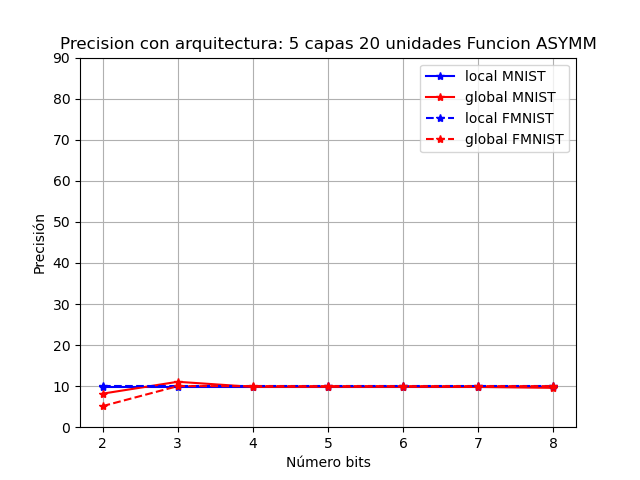 Precision con arquitectura: 5 capas 20 unidades Funcion ASYMM
local MNIST
global MNIST
local FMNIST
global FMNIST
Precisión
90
80
70
60
50
40
30
20
10
0
2 3 4 5 6 7 8
Número bits